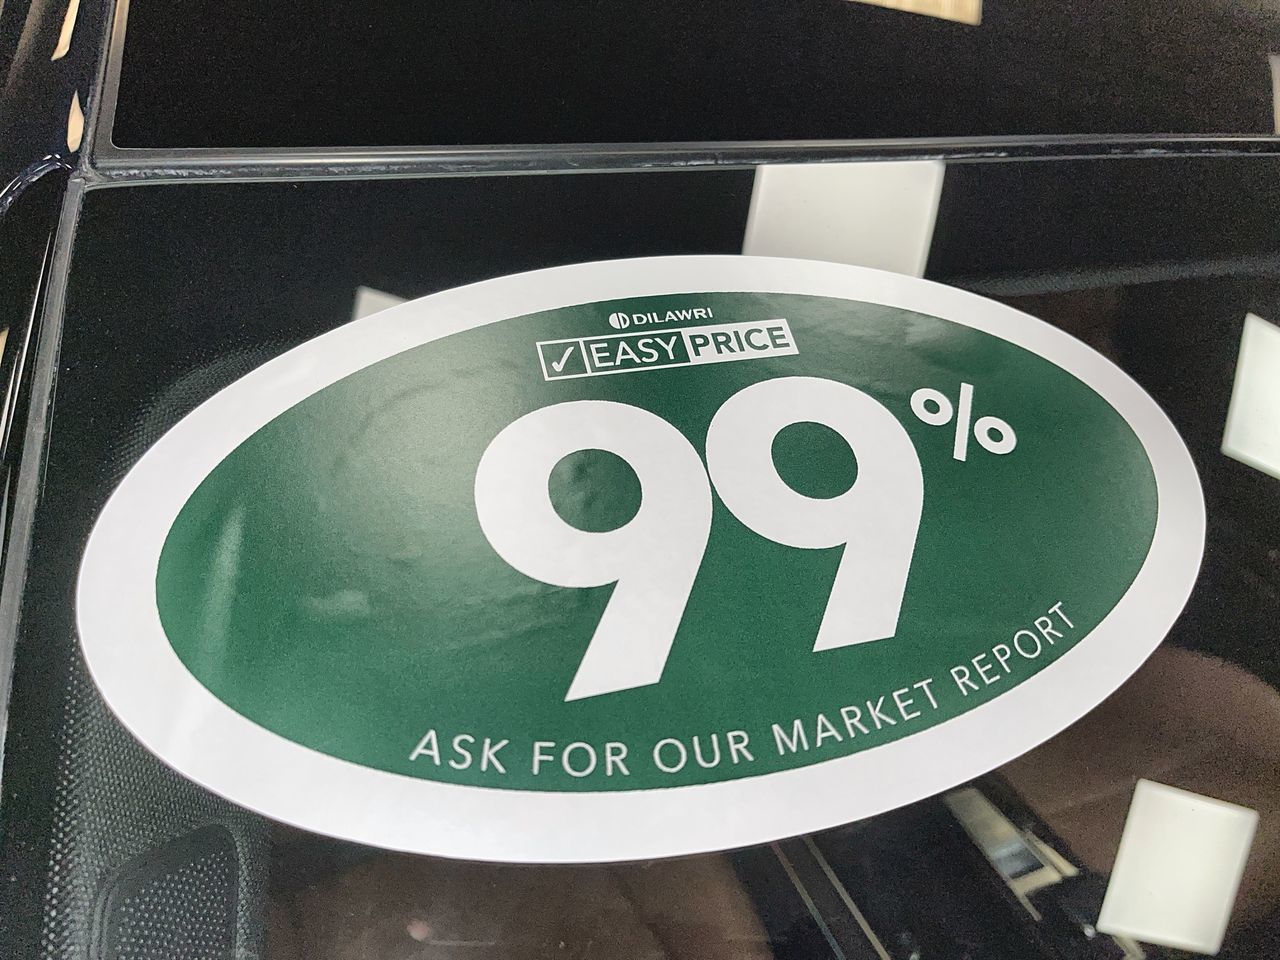 DILAWRI
✓ EASY PRICE
99%
ASK FOR OUR MARKET REPORT